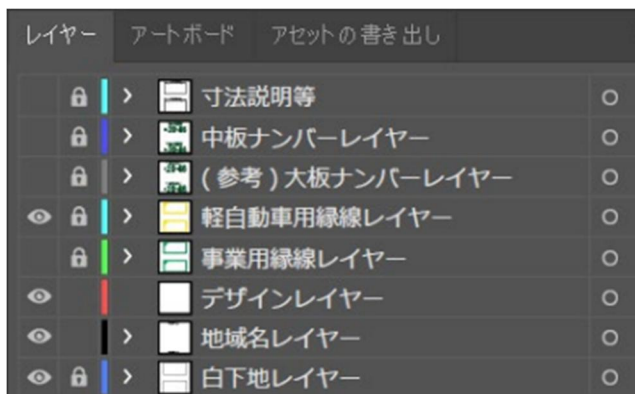 レイヤー アートボード アセットの書き出し
寸法説明等
中板ナンバーレイヤー
(参考)大板ナンバーレイヤー
軽自動車用縁線レイヤー
事業用縁線レイヤー
デザインレイヤー
地域名レイヤー
白下地レイヤー